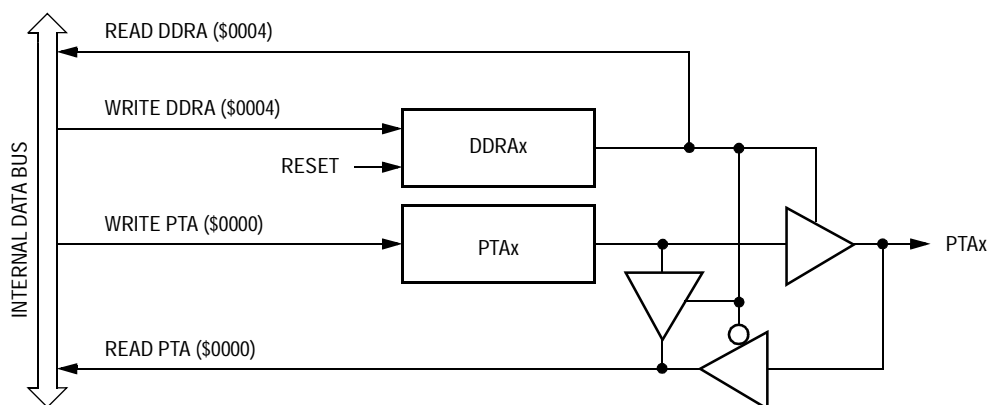 READ DDRA ($0004)
WRITE DDRA ($0004)
DDRAx
RESET
INTERNAL DATA BUS
WRITE PTA ($0000)
PTAx
PTAx
READ PTA ($0000)